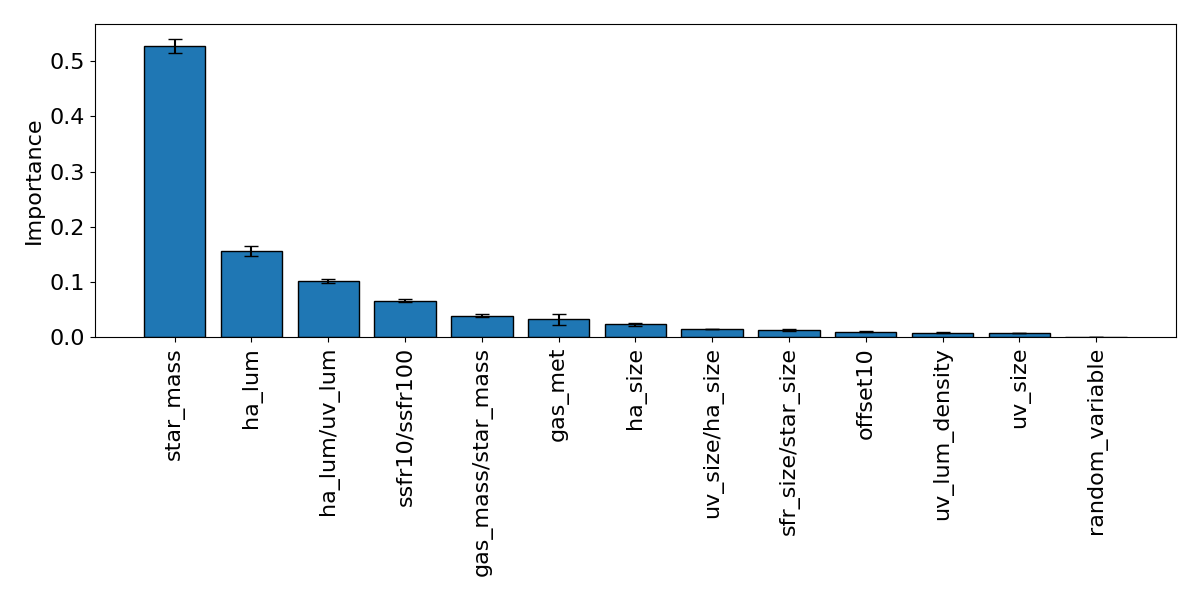 Importance
0.5
0.4
0.3
0.2
0.1
0.0
star_mass
ha_lum
ha_lum/uv_lum
ssfr10/ssfr100
gas_mass/star_mass
gas_met
ha_size
uv_size/ha_size
sfr_size/star_size
offset10
uv_lum_density
uv_size
random_variable